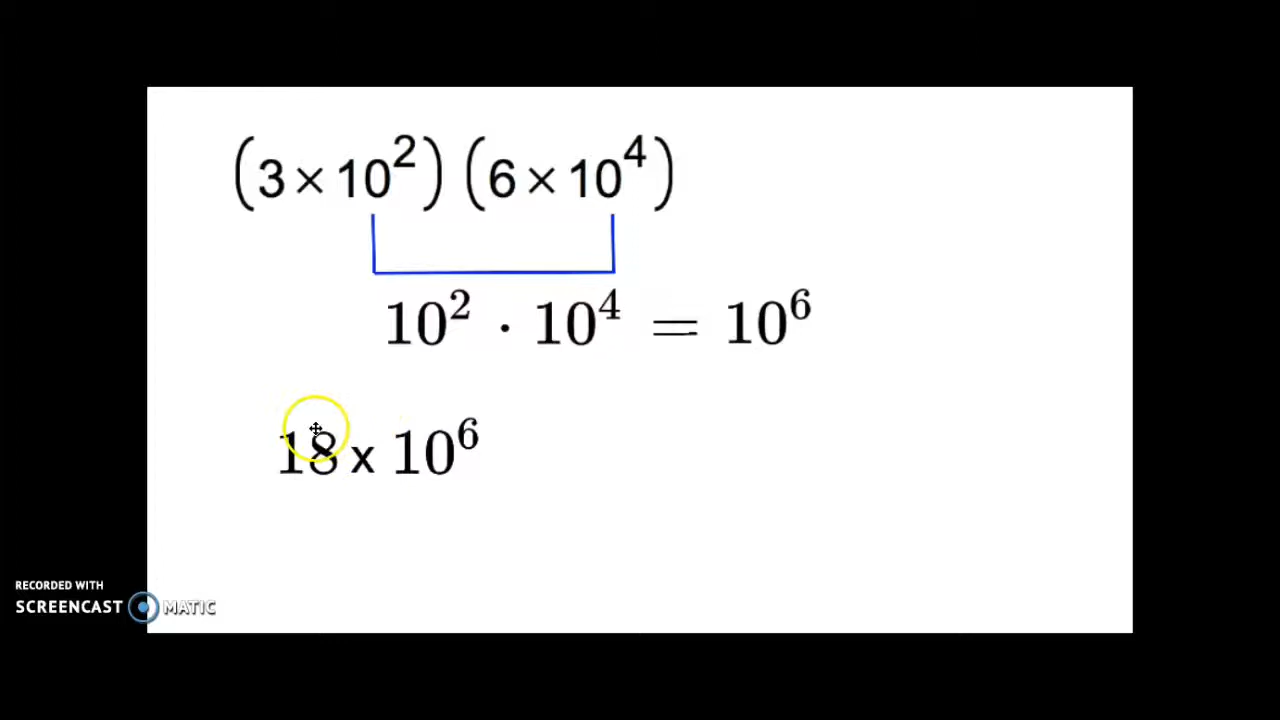 (3×10²)(6×10⁴)
10² · 10⁴ = 10⁶
18 x 10⁶
RECORDED WITH
SCREENCAST MATIC